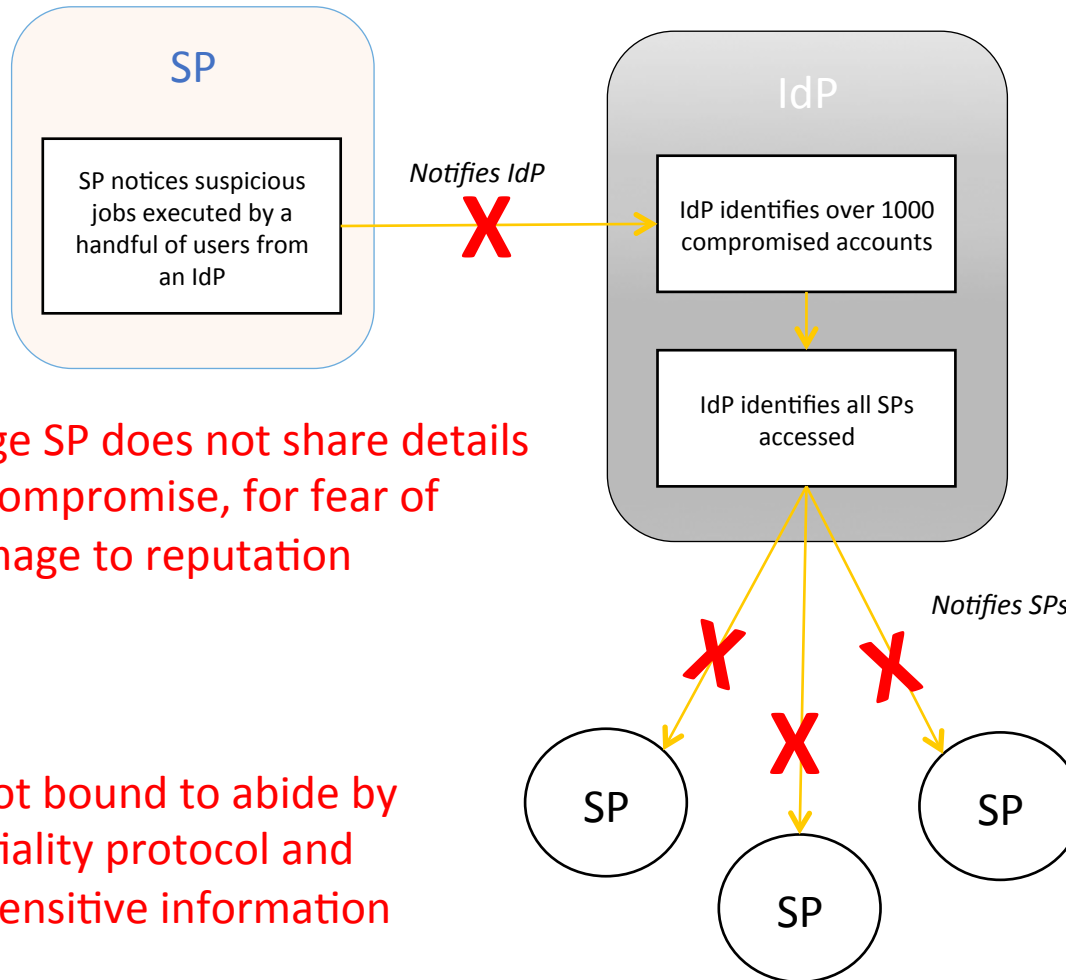 SP
SP notices suspicious
jobs executed by a
handful of users from
an IdP
Notifies IdP
X
IdP
IdP identifies over 1000
compromised accounts
IdP identifies all SPs
accessed
ge SP does not share details
ompromise, for fear of
nage to reputation
Notifies SPs
X
X
X
ot bound to abide by
tiality protocol and
ensitive information
SP
SP
SP